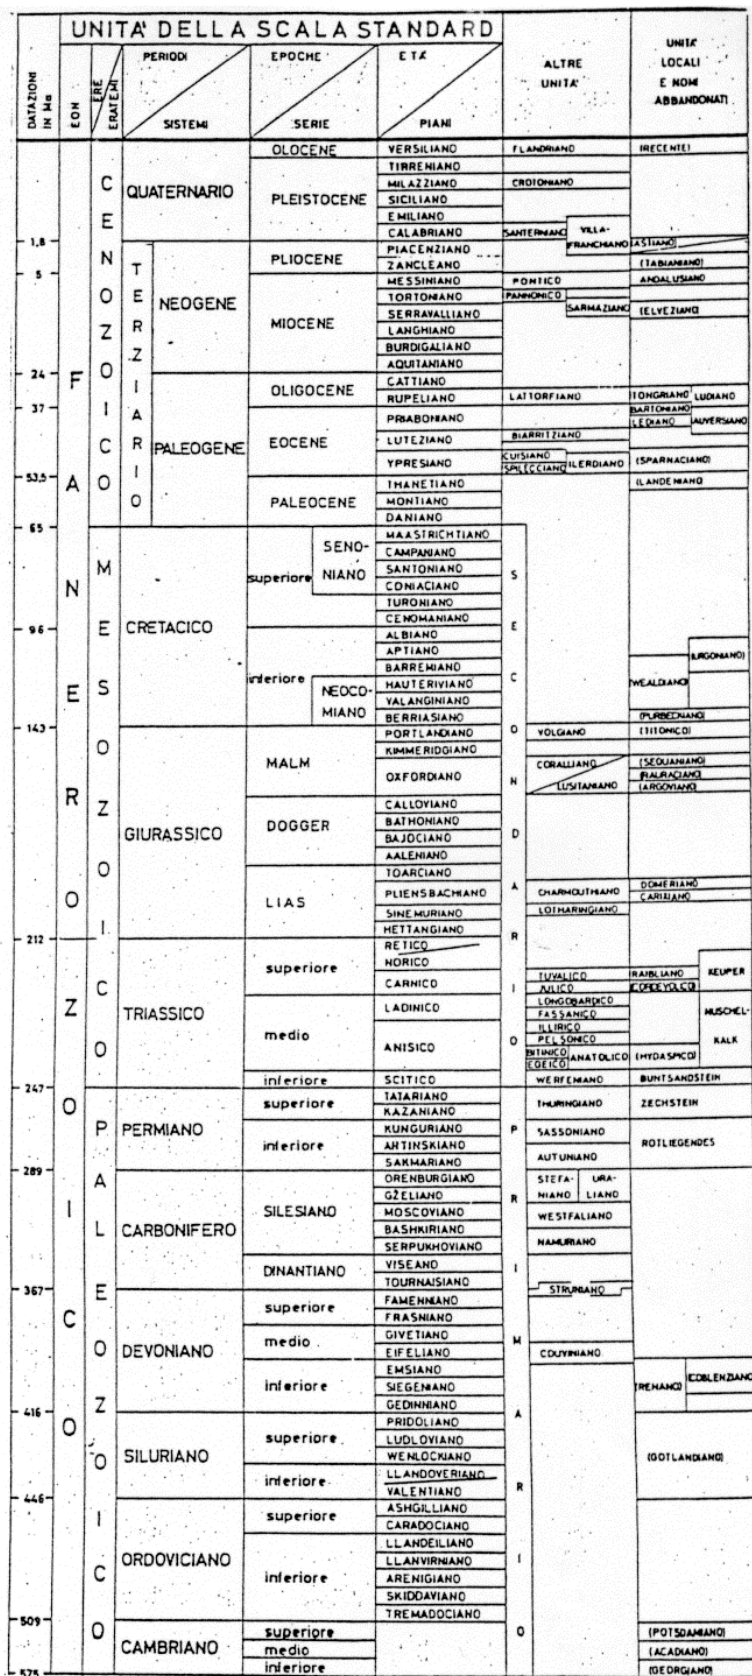 UNITA' DELLA SCALA STANDARD
DATAZIONI IN Ma
EON
ERE
ERATEMI
PERIODI
SISTEMI
EPOCHE
SERIE
ETÀ
PIANI
ALTRE
UNITA'
UNITA'
LOCALI
E NOMI
ABBANDONATI
FANEROZOICO
CENOZOICO
QUATERNARIO
OLOCENE
VERSILIANO
FLANDRIANO
(RECENTE)
PLEISTOCENE
TIRRENIANO
MILAZZIANO
CROTONIANO
SICILIANO
EMILIANO
CALABRIANO
SANTERNIANO
VILLA-
FRANCHIANO
1,8
TERZIARIO
NEOGENE
PLIOCENE
PIACENZIANO
(ASTIANO)
ZANCLEANO
(TABIANIANO)
5
MIOCENE
MESSINIANO
PONTICO
ANDALUSIANO
TORTONIANO
PANNONICO
SARMAZIANO
SERRAVALLIANO
(ELVEZIANO)
LANGHIANO
BURDIGALIANO
AQUITANIANO
24
PALEOGENE
OLIGOCENE
CATTIANO
RUPELIANO
LATTORFIANO
(TONGRIANO)
LUDIANO
37
EOCENE
PRIABONIANO
BARTONIANO
LEDIANO
AUVERSIANO
LUTEZIANO
BIARRITZIANO
YPRESIANO
CUISIANO
SPILECCIANO
ILERDIANO
(SPARNACIANO)
53,5
PALEOCENE
THANETIANO
(LANDENIANO)
MONTIANO
DANIANO
65
MESOZOICO
SECONDARIO
CRETACICO
superiore
SENO-
NIANO
MAASTRICHTIANO
CAMPANIANO
SANTONIANO
CONIACIANO
TURONIANO
CENOMANIANO
96
inferiore
ALBIANO
APTIANO
(URGONIANO)
BARREMIANO
NEOCO-
MIANO
HAUTERIVIANO
(WEALDIANO)
VALANGINIANO
BERRIASIANO
(PURBECKIANO)
143
GIURASSICO
MALM
PORTLANDIANO
VOLGIANO
(TITONICO)
KIMMERIDGIANO
OXFORDIANO
CORALLIANO
LUSITANIANO
(SEQUANIANO)
(RAURACIANO)
(ARGOVIANO)
DOGGER
CALLOVIANO
BATHONIANO
BAJOCIANO
AALENIANO
LIAS
TOARCIANO
PLIENSBACHIANO
CHARMOUTHIANO
DOMERIANO
CARIXIANO
SINEMURIANO
LOTHARINGIANO
HETTANGIANO
212
TRIASSICO
superiore
RETICO
NORICO
CARNICO
TUVALICO
RAIBLIANO
KEUPER
JULICO
(CORDEVOLICO)
medio
LADINICO
LONGOBARDICO
FASSANICO
MUSCHEL-
KALK
ANISICO
ILLIRICO
PELSONICO
BITINICO
EGEICO
ANATOLICO
(HYDASPICO)
inferiore
SCITICO
WERFENIANO
BUNTSANDSTEIN
247
PALEOZOICO
PRIMARIO
PERMIANO
superiore
TATARIANO
KAZANIANO
THURINGIANO
ZECHSTEIN
inferiore
KUNGURIANO
ARTINSKIANO
SAKMARIANO
SASSONIANO
AUTUNIANO
ROTLIEGENDES
289
CARBONIFERO
SILESIANO
ORENBURGIANO
GŽELIANO
STEFA-
NIANO
URA-
LIANO
MOSCOVIANO
WESTFALIANO
BASHKIRIANO
SERPUKHOVIANO
NAMURIANO
DINANTIANO
VISEANO
TOURNAISIANO
367
STRUNIANO
DEVONIANO
superiore
FAMENNIANO
FRASNIANO
medio
GIVETIANO
EIFELIANO
COUVINIANO
inferiore
EMSIANO
SIEGENIANO
GEDINNIANO
(RENANO)
(COBLENZIANO)
416
SILURIANO
superiore
PRIDOLIANO
LUDLOVIANO
WENLOCKIANO
(GOTLANDIANO)
inferiore
LLANDOVERIANO
VALENTIANO
446
ORDOVICIANO
superiore
ASHGILLIANO
CARADOCIANO
inferiore
LLANDEILIANO
LLANVIRNIANO
ARENIGIANO
SKIDDAVIANO
TREMADOCIANO
509
CAMBRIANO
superiore
(POTSDAMIANO)
medio
(ACADIANO)
inferiore
(GEORGIANO)
575